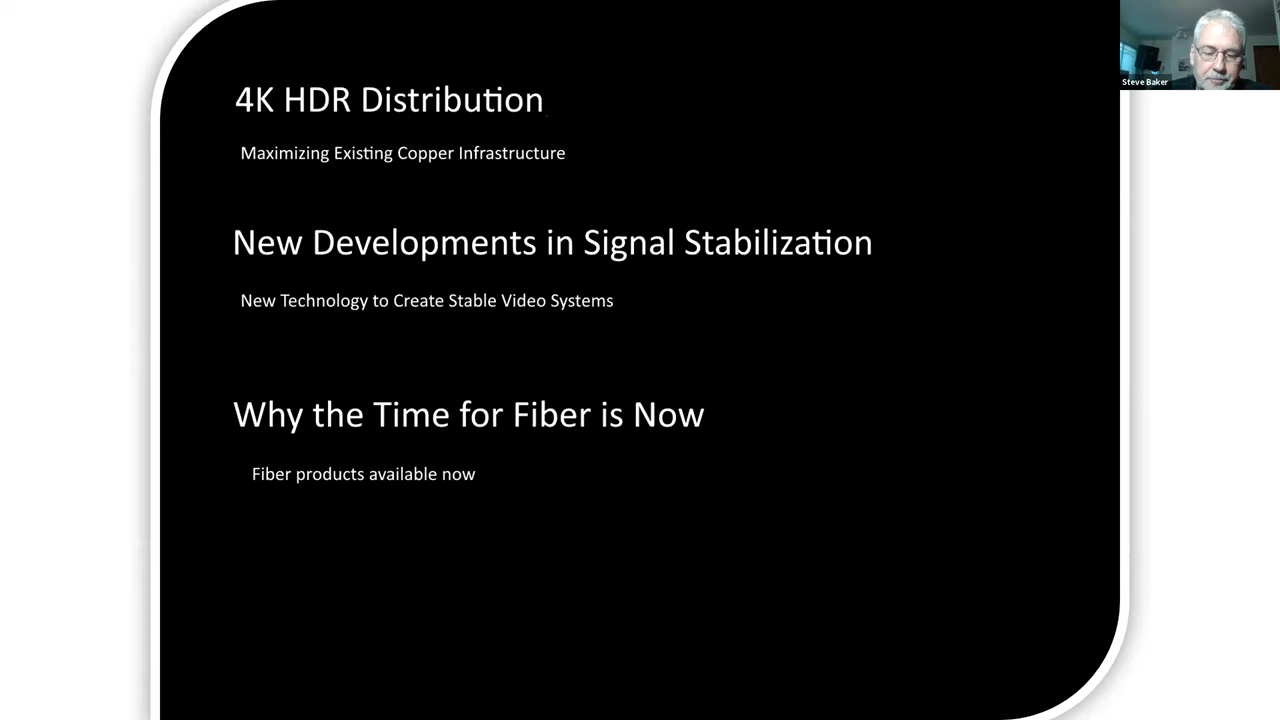 4K HDR Distribution
Maximizing Existing Copper Infrastructure
New Developments in Signal Stabilization
New Technology to Create Stable Video Systems
Why the Time for Fiber is Now
Fiber products available now
Steve Baker